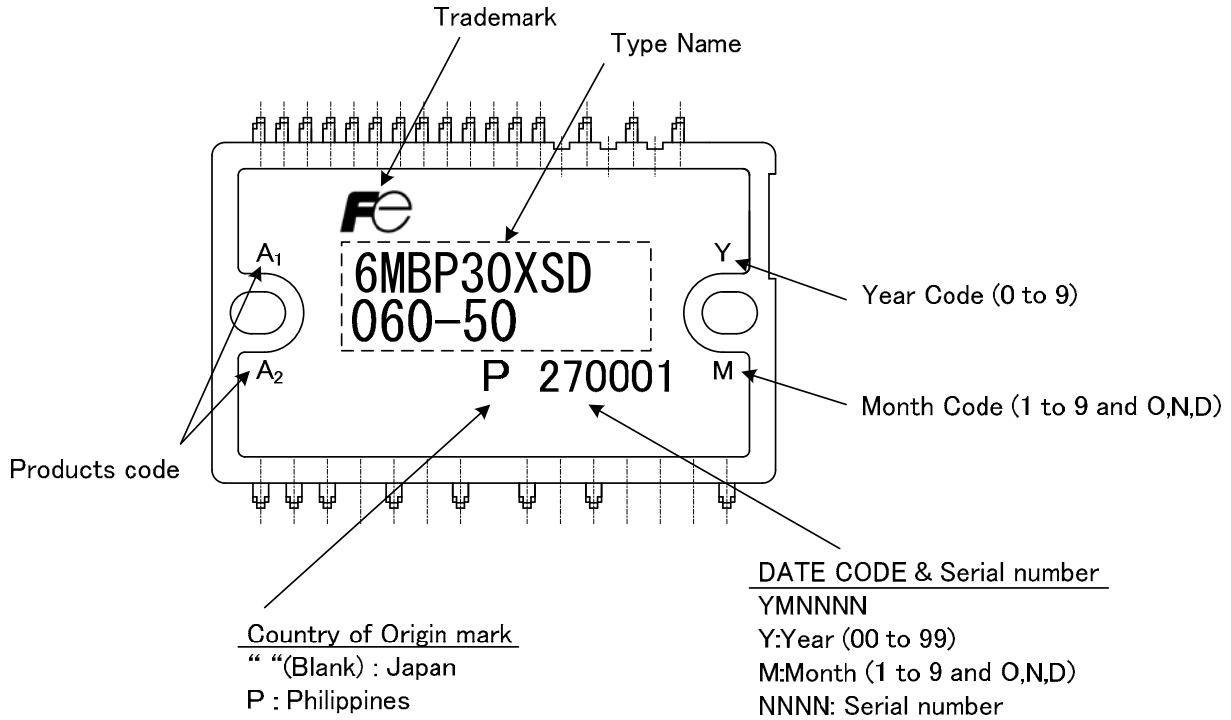 Trademark
Type Name
Fe
A₁
6MBP30XSD
060-50
Y
Year Code (0 to 9)
A₂
P 270001
M
Month Code (1 to 9 and O,N,D)
Products code
DATE CODE & Serial number
YMNNNN
Y:Year (00 to 99)
M:Month (1 to 9 and O,N,D)
NNNN: Serial number
Country of Origin mark
“ “(Blank) : Japan
P : Philippines